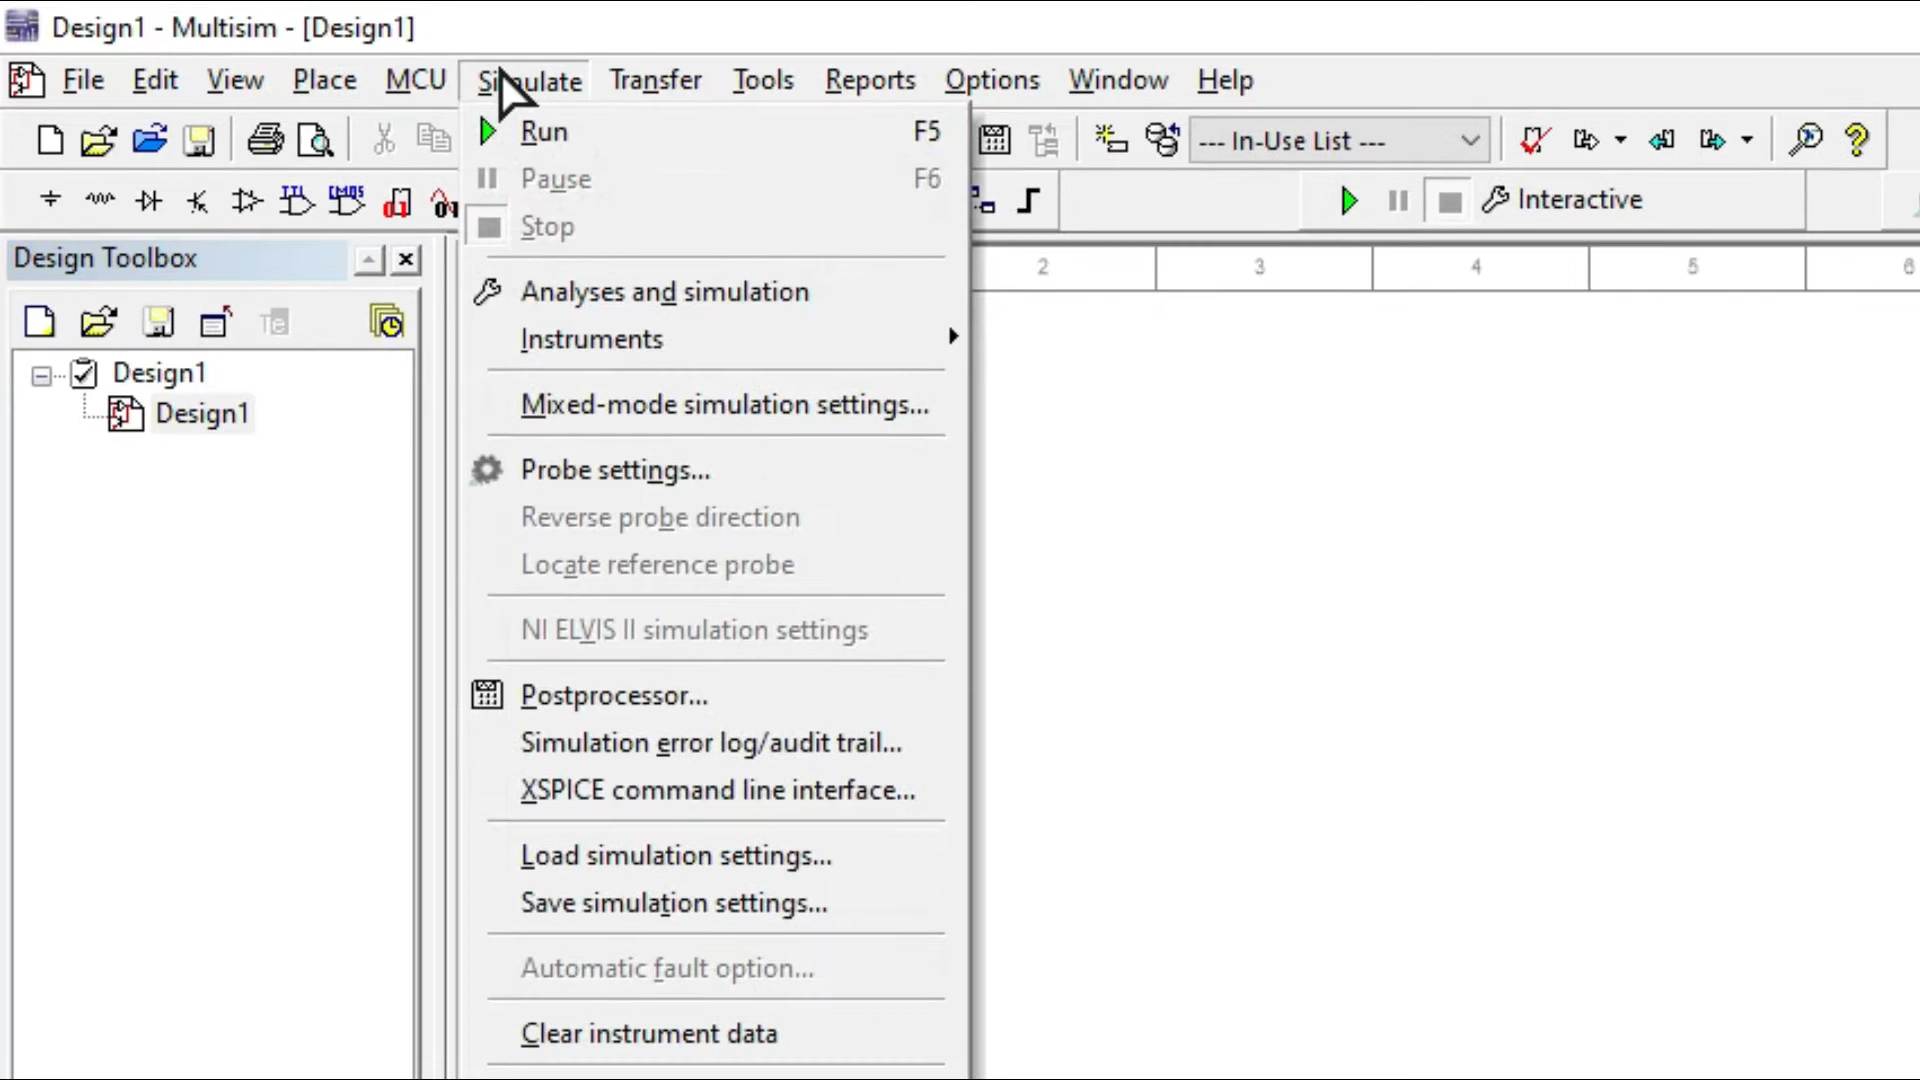 Design1 - Multisim - [Design1]
File Edit View Place MCU Simulate Transfer Tools Reports Options Window Help
Run F5
--- In-Use List ---
Pause F6
TTL CMOS
Interactive
Stop
Design Toolbox
2 3 4 5 6
Analyses and simulation
Instruments
Design1
Design1
Mixed-mode simulation settings...
Probe settings...
Reverse probe direction
Locate reference probe
NI ELVIS II simulation settings
Postprocessor...
Simulation error log/audit trail...
XSPICE command line interface...
Load simulation settings...
Save simulation settings...
Automatic fault option...
Clear instrument data